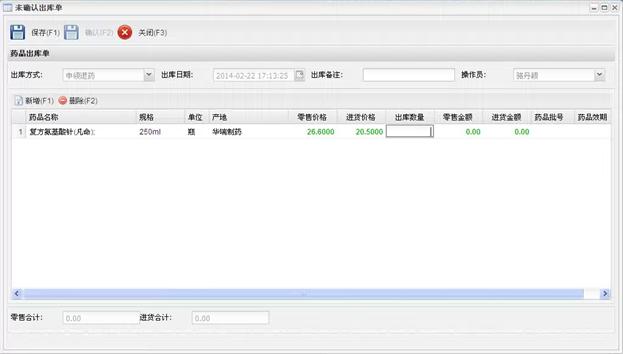 未确认出库单
保存(F1) 确认(F2) 关闭(F3)
药品出库单
出库方式: 申领退药 出库日期: 2014-02-22 17:13:25 出库备注: 操作员: 骆丹颖
新增(F1) 删除(F2)
药品名称 规格 单位 产地 零售价格 进货价格 出库数量 零售金额 进货金额 药品批号 药品效期
1 复方氨基酸针(凡命); 250ml 瓶 华瑞制药 26.6000 20.5000 0.00 0.00
零售合计: 0.00 进货合计: 0.00